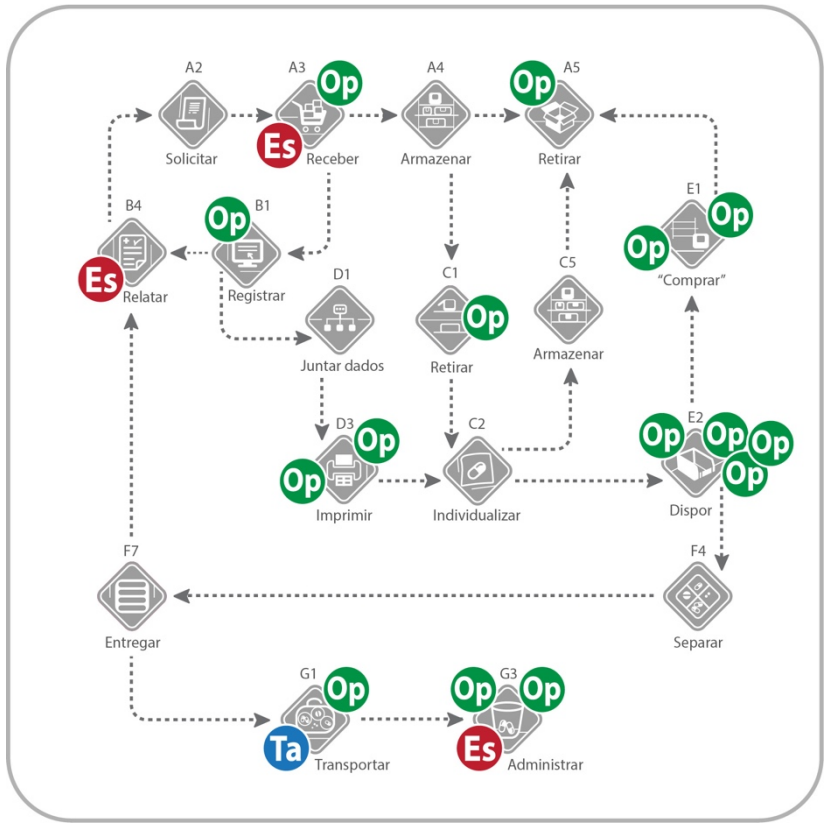 A2
Solicitar
A3
Op
Es
Receber
A4
Armazenar
A5
Op
Retirar
B4
Es
Relatar
B1
Op
Registrar
D1
Juntar dados
C1
Op
Retirar
C5
Armazenar
E1
Op
Op
“Comprar”
D3
Op
Op
Imprimir
C2
Individualizar
E2
Op
Op
Op
Op
Dispor
F7
Entregar
F4
Separar
G1
Op
Ta
Transportar
G3
Op
Op
Es
Administrar